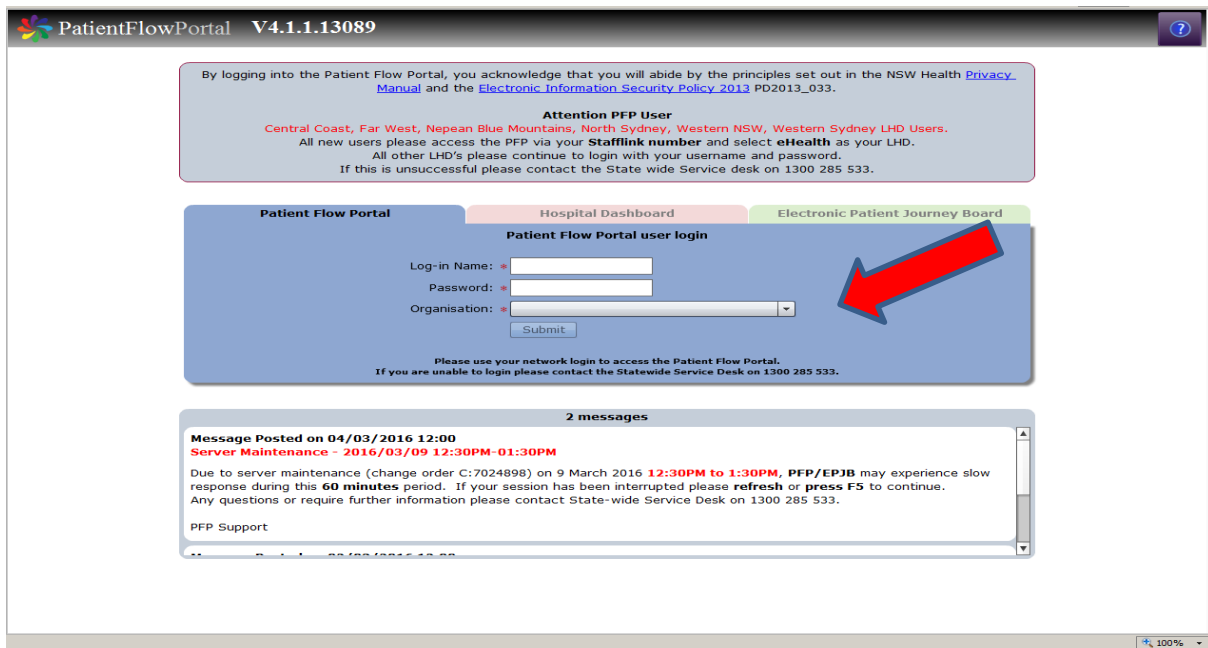 PatientFlowPortal V4.1.1.13089
?
By logging into the Patient Flow Portal, you acknowledge that you will abide by the principles set out in the NSW Health Privacy
Manual and the Electronic Information Security Policy 2013 PD2013_033.
Attention PFP User
Central Coast, Far West, Nepean Blue Mountains, North Sydney, Western NSW, Western Sydney LHD Users.
All new users please access the PFP via your Stafflink number and select eHealth as your LHD.
All other LHD's please continue to login with your username and password.
If this is unsuccessful please contact the State wide Service desk on 1300 285 533.
Patient Flow Portal
Hospital Dashboard
Electronic Patient Journey Board
Patient Flow Portal user login
Log-in Name: *
Password: *
Organisation: *
Submit
Please use your network login to access the Patient Flow Portal.
If you are unable to login please contact the Statewide Service Desk on 1300 285 533.
2 messages
Message Posted on 04/03/2016 12:00
Server Maintenance - 2016/03/09 12:30PM-01:30PM
Due to server maintenance (change order C:7024898) on 9 March 2016 12:30PM to 1:30PM, PFP/EPJB may experience slow
response during this 60 minutes period. If your session has been interrupted please refresh or press F5 to continue.
Any questions or require further information please contact State-wide Service Desk on 1300 285 533.
PFP Support
100%